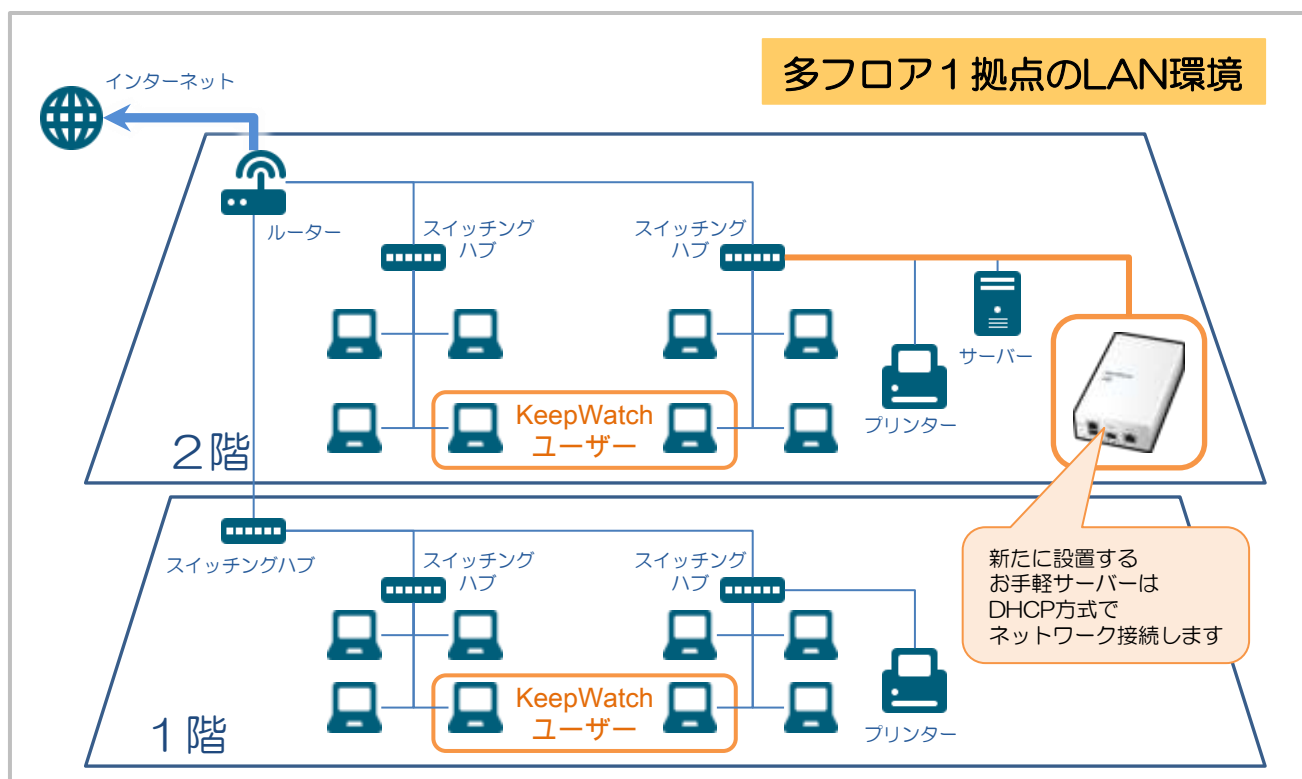 多フロア1拠点のLAN環境
インターネット
ルーター
スイッチング
ハブ
スイッチング
ハブ
サーバー
プリンター
KeepWatch
ユーザー
2階
スイッチングハブ
スイッチング
ハブ
スイッチング
ハブ
新たに設置する
お手軽サーバーは
DHCP方式で
ネットワーク接続します
KeepWatch
ユーザー
プリンター
1階